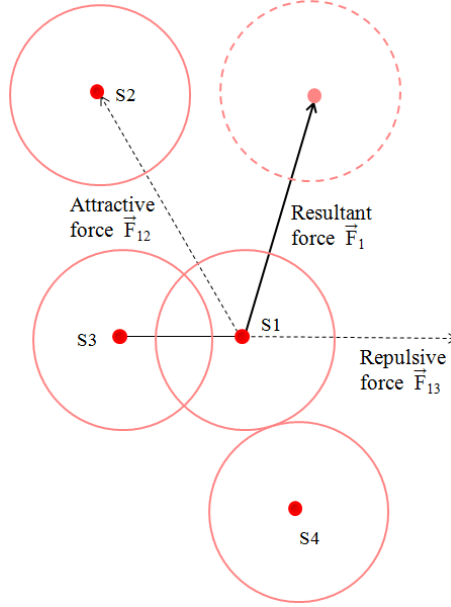 S2
Attractive
force F⃗12
Resultant
force F⃗1
S3
S1
Repulsive
force F⃗13
S4